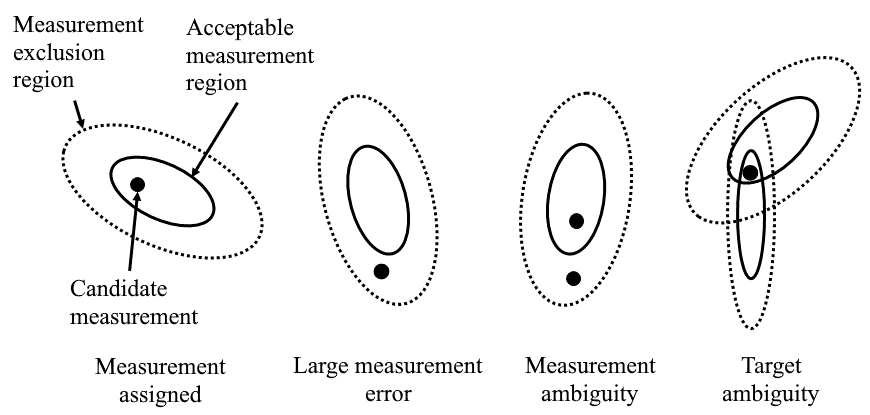 Measurement
exclusion
region
Acceptable
measurement
region
Candidate
measurement
Measurement
assigned
Large measurement
error
Measurement
ambiguity
Target
ambiguity